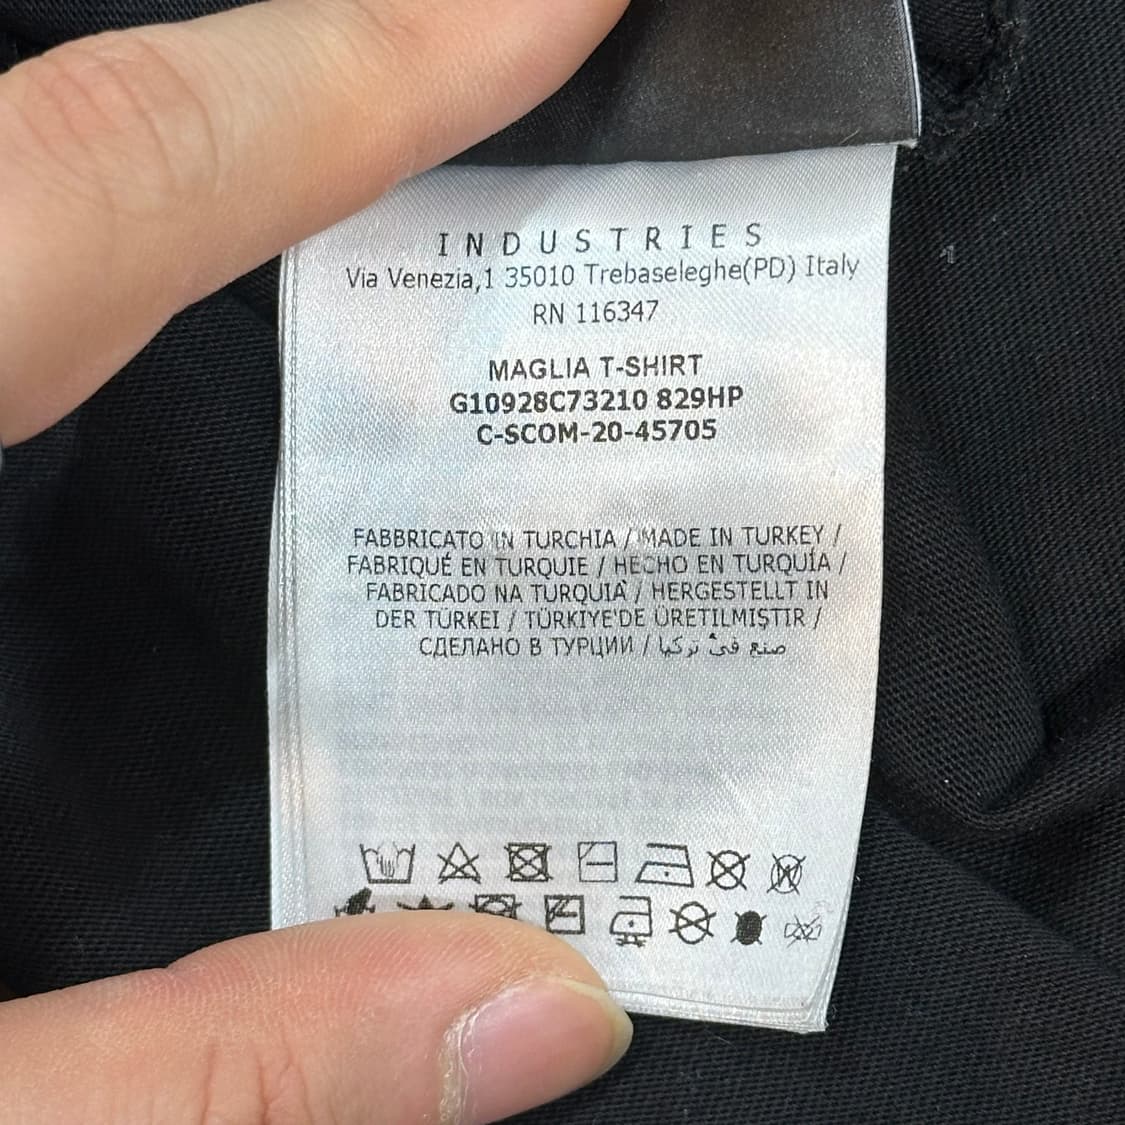 INDUSTRIES
Via Venezia,1 35010 Trebaseleghe(PD) Italy
RN 116347
MAGLIA T-SHIRT
G10928C73210 829HP
C-SCOM-20-45705
FABBRICATO IN TURCHIA / MADE IN TURKEY /
FABRIQUÉ EN TURQUIE / HECHO EN TURQUÍA /
FABRICADO NA TURQUIÀ / HERGESTELLT IN
DER TÜRKEI / TÜRKIYE'DE ÜRETILMIŞTIR /
СДЕЛАНО В ТУРЦИИ / صنع في تركيا